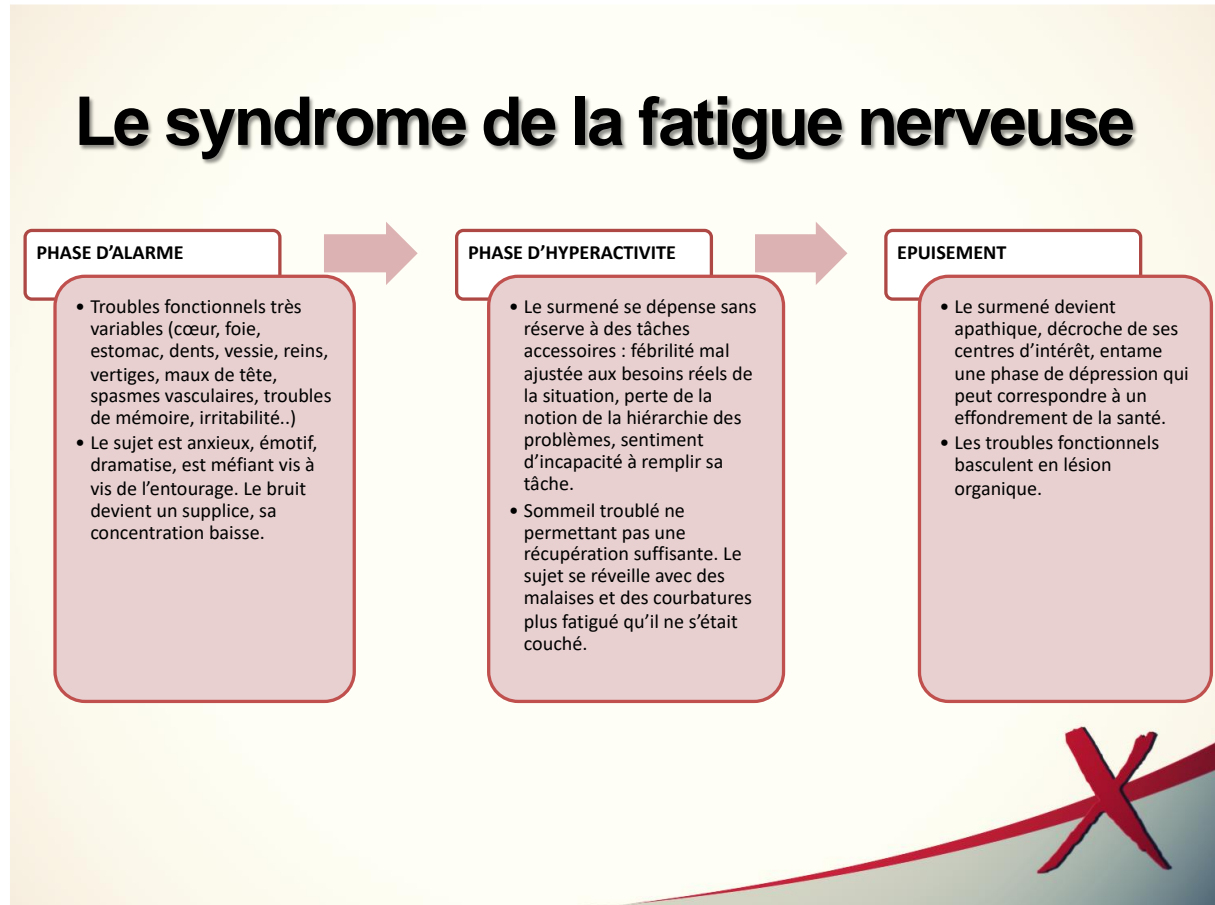 Le syndrome de la fatigue nerveuse
PHASE D’ALARME
• Troubles fonctionnels très
variables (cœur, foie,
estomac, dents, vessie, reins,
vertiges, maux de tête,
spasmes vasculaires, troubles
de mémoire, irritabilité..)
• Le sujet est anxieux, émotif,
dramatise, est méfiant vis à
vis de l’entourage. Le bruit
devient un supplice, sa
concentration baisse.
PHASE D’HYPERACTIVITE
• Le surmené se dépense sans
réserve à des tâches
accessoires : fébrilité mal
ajustée aux besoins réels de
la situation, perte de la
notion de la hiérarchie des
problèmes, sentiment
d’incapacité à remplir sa
tâche.
• Sommeil troublé ne
permettant pas une
récupération suffisante. Le
sujet se réveille avec des
malaises et des courbatures
plus fatigué qu’il ne s’était
couché.
EPUISEMENT
• Le surmené devient
apathique, décroche de ses
centres d’intérêt, entame
une phase de dépression qui
peut correspondre à un
effondrement de la santé.
• Les troubles fonctionnels
basculent en lésion
organique.